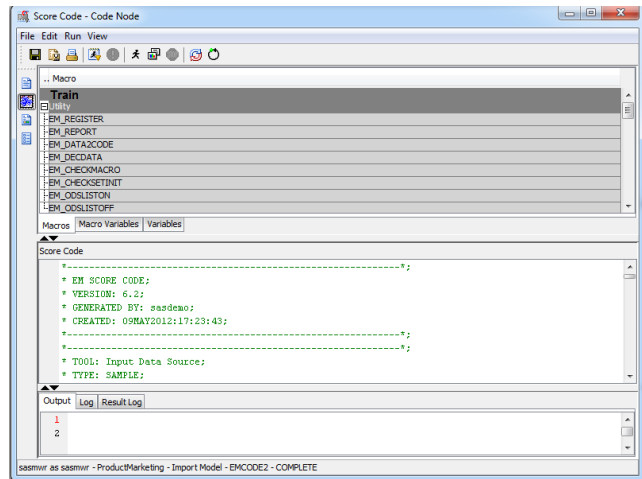 Score Code - Code Node
File Edit Run View
.. Macro
Train
Utility
EM_REGISTER
EM_REPORT
EM_DATA2CODE
EM_DECDATA
EM_CHECKMACRO
EM_CHECKSETINIT
EM_ODSLISTON
EM_ODSLISTOFF
Macros Macro Variables Variables
Score Code
*------------------------------------------------------------*;
* EM SCORE CODE;
* VERSION: 6.2;
* GENERATED BY: sasdemo;
* CREATED: 09MAY2012:17:23:43;
*------------------------------------------------------------*;
*------------------------------------------------------------*;
* TOOL: Input Data Source;
* TYPE: SAMPLE;
Output Log Result Log
1
2
sasmwr as sasmwr - ProductMarketing - Import Model - EMCODE2 - COMPLETE